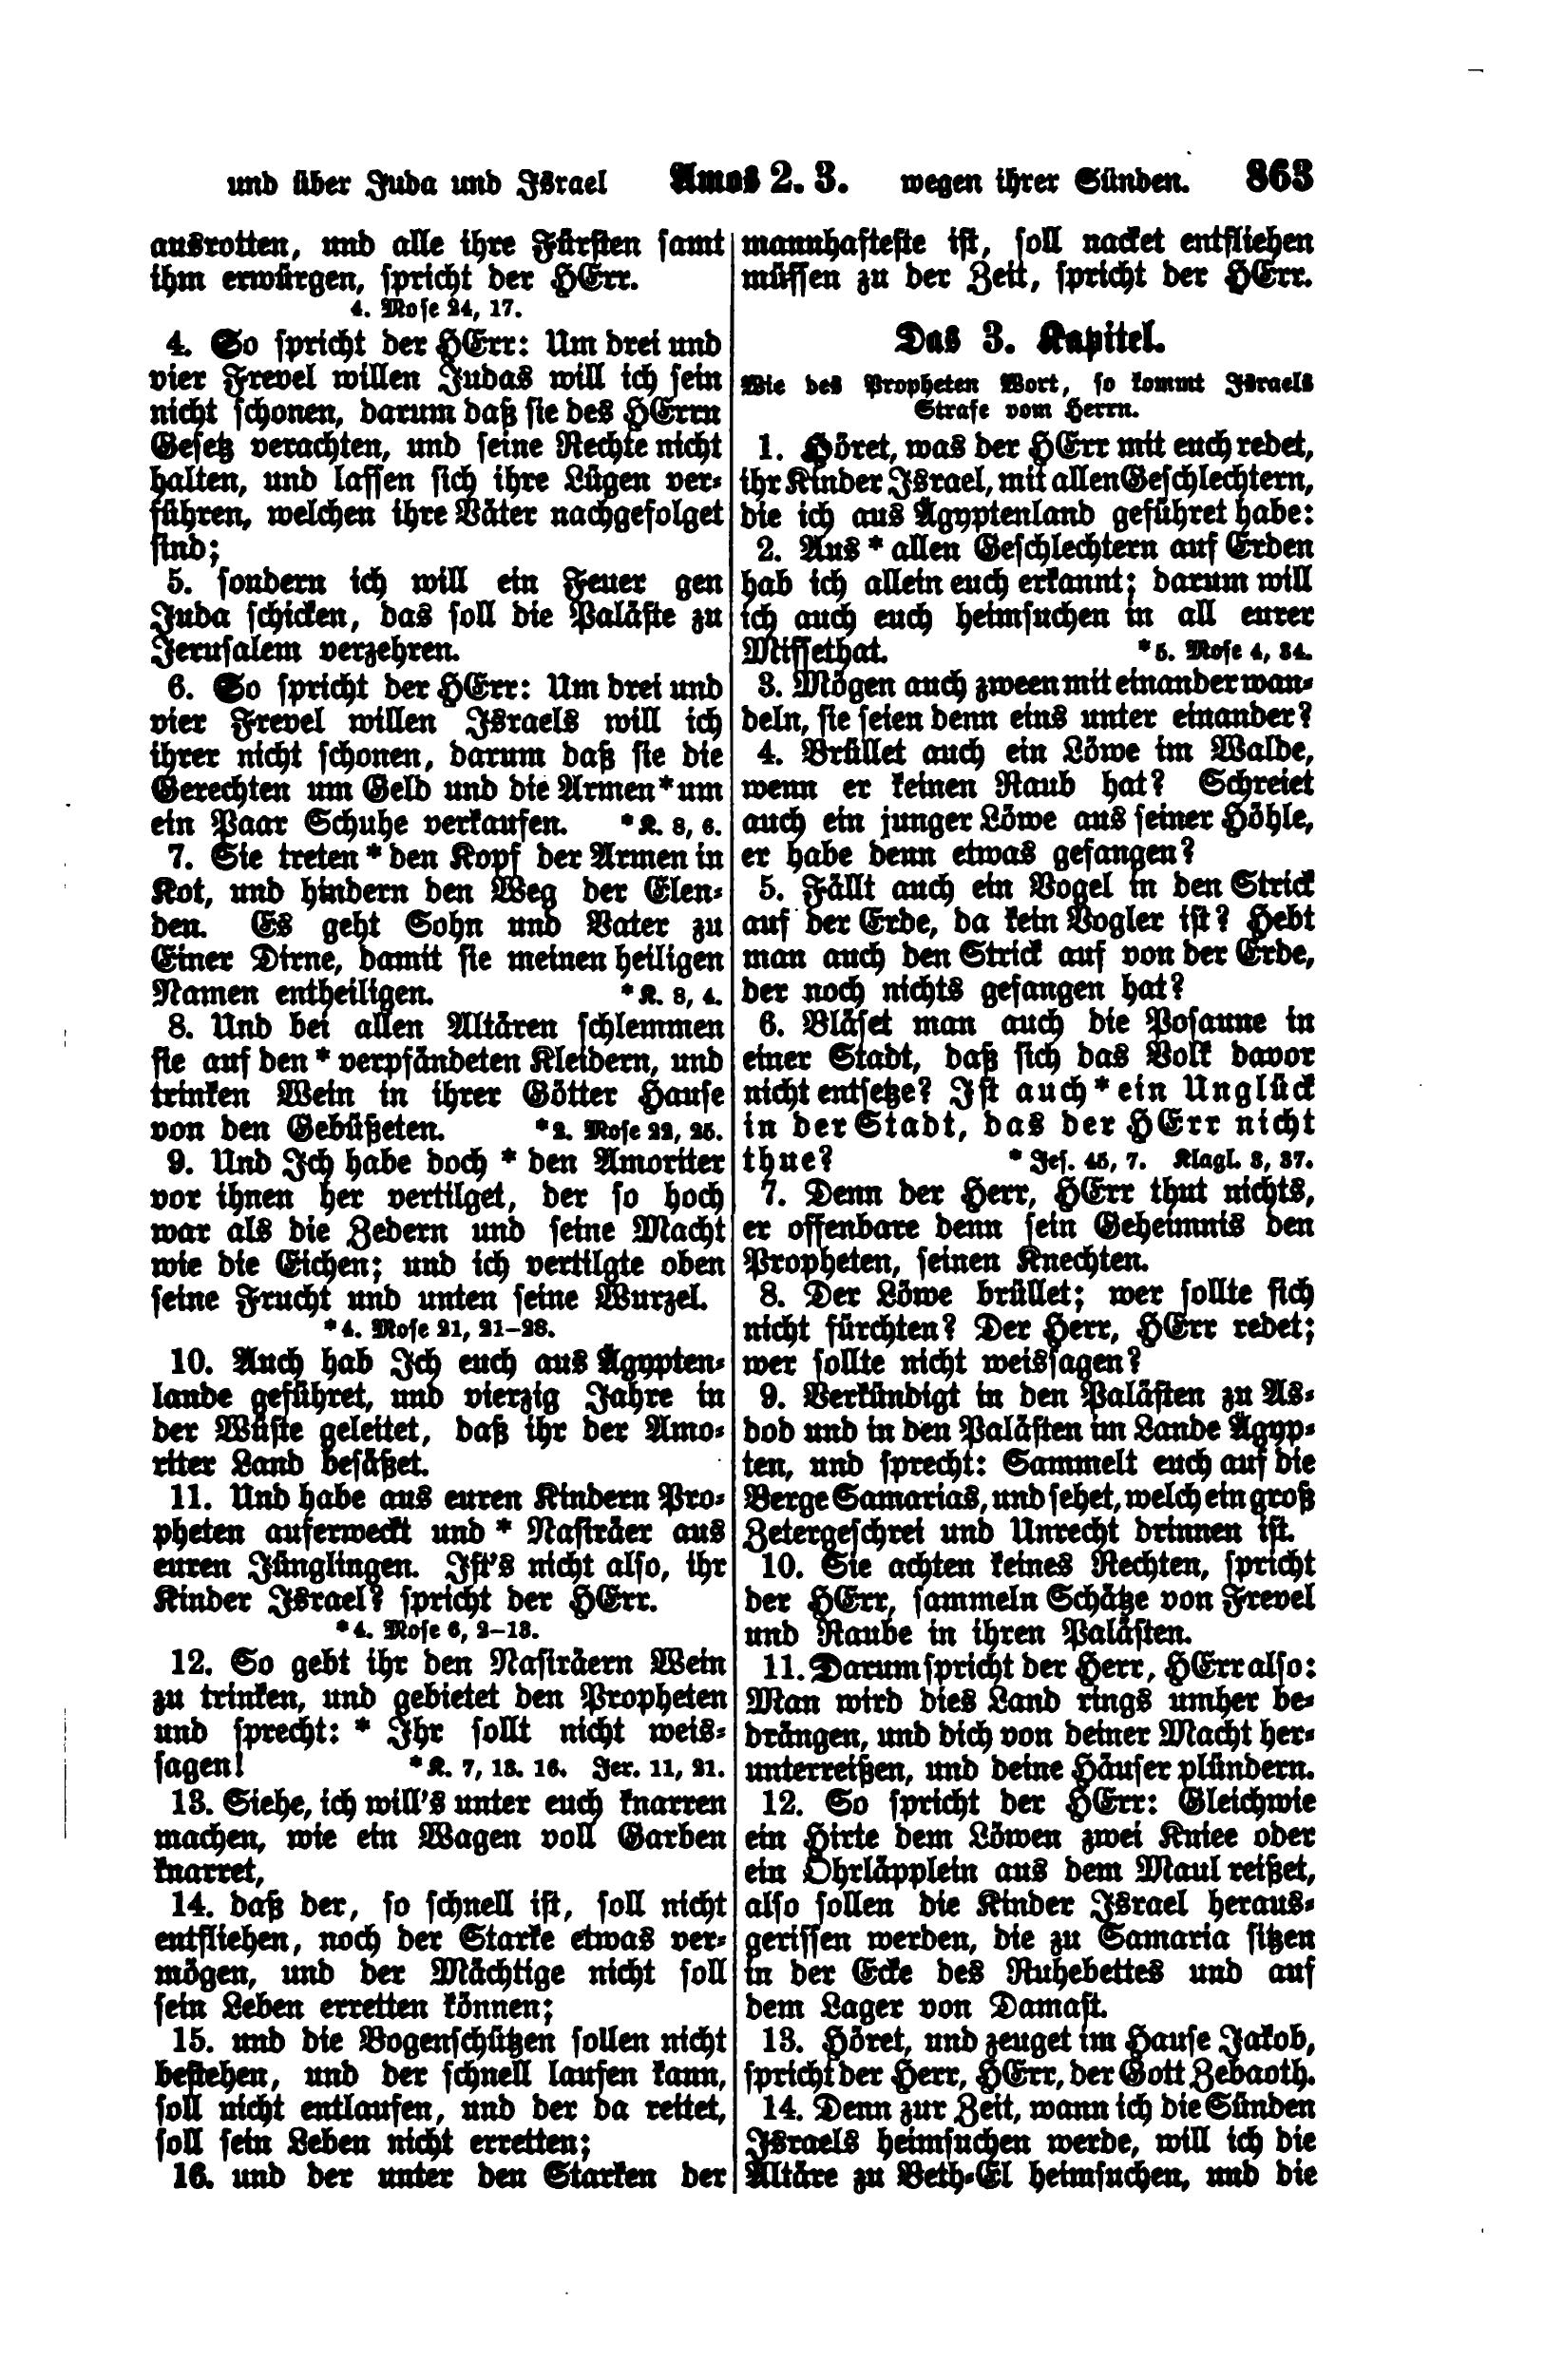 und über Juda und Israel Amos 2. 3. wegen ihrer Sünden. 863
ausrotten, und alle ihre Fürsten samt
ihm erwürgen, spricht der HErr.
4. Mose 24, 17.
4. So spricht der HErr: Um drei und
vier Frevel willen Judas will ich sein
nicht schonen, darum daß sie des HErrn
Gesetz verachten, und seine Rechte nicht
halten, und lassen sich ihre Lügen ver-
führen, welchen ihre Väter nachgefolget
sind;
5. sondern ich will ein Feuer gen
Juda schicken, das soll die Paläste zu
Jerusalem verzehren.
6. So spricht der HErr: Um drei und
vier Frevel willen Israels will ich
ihrer nicht schonen, darum daß sie die
Gerechten um Geld und die Armen * um
ein Paar Schuhe verkaufen. * K. 8, 6.
7. Sie treten * den Kopf der Armen in
Kot, und hindern den Weg der Elen-
den. Es geht Sohn und Vater zu
Einer Dirne, damit sie meinen heiligen
Namen entheiligen. * K. 8, 4.
8. Und bei allen Altären schlemmen
sie auf den * verpfändeten Kleidern, und
trinken Wein in ihrer Götter Hause
von den Gebüßeten. * 2. Mose 22, 25.
9. Und Ich habe doch * den Amoriter
vor ihnen her vertilget, der so hoch
war als die Zedern und seine Macht
wie die Eichen; und ich vertilgte oben
seine Frucht und unten seine Wurzel.
* 4. Mose 21, 21–28.
10. Auch hab Ich euch aus Ägypten-
lande geführet, und vierzig Jahre in
der Wüste geleitet, daß ihr der Amo-
riter Land besäßet.
11. Und habe aus euren Kindern Pro-
pheten auferweckt und * Nasiräer aus
euren Jünglingen. Ist's nicht also, ihr
Kinder Israel? spricht der HErr.
* 4. Mose 6, 2–13.
12. So gebt ihr den Nasiräern Wein
zu trinken, und gebietet den Propheten
und sprecht: * Ihr sollt nicht weis-
sagen! * K. 7, 13. 16. Jer. 11, 21.
13. Siehe, ich will's unter euch knarren
machen, wie ein Wagen voll Garben
knarret,
14. daß der, so schnell ist, soll nicht
entfliehen, noch der Starke etwas ver-
mögen, und der Mächtige nicht soll
sein Leben erretten können;
15. und die Bogenschützen sollen nicht
bestehen, und der schnell laufen kann,
soll nicht entlaufen, und der da reitet,
soll sein Leben nicht erretten;
16. und der unter den Starken der
mannhafteste ist, soll nacket entfliehen
müssen zu der Zeit, spricht der HErr.
Das 3. Kapitel.
Wie des Propheten Wort, so kommt Israels
Strafe vom Herrn.
1. Höret, was der HErr mit euch redet,
ihr Kinder Israel, mit allen Geschlechtern,
die ich aus Ägyptenland geführet habe:
2. Aus * allen Geschlechtern auf Erden
hab ich allein euch erkannt; darum will
ich auch euch heimsuchen in all eurer
Missethat. * 5. Mose 4, 34.
3. Mögen auch zween mit einander wan-
deln, sie seien denn eins unter einander?
4. Brüllet auch ein Löwe im Walde,
wenn er keinen Raub hat? Schreiet
auch ein junger Löwe aus seiner Höhle,
er habe denn etwas gefangen?
5. Fällt auch ein Vogel in den Strick
auf der Erde, da kein Vogler ist? Hebt
man auch den Strick auf von der Erde,
der noch nichts gefangen hat?
6. Bläset man auch die Posaune in
einer Stadt, daß sich das Volk davor
nicht entsetze? Ist auch * ein Unglück
in der Stadt, das der HErr nicht
thue? * Jes. 45, 7. Klagl. 3, 37.
7. Denn der Herr, HErr thut nichts,
er offenbare denn sein Geheimnis den
Propheten, seinen Knechten.
8. Der Löwe brüllet; wer sollte sich
nicht fürchten? Der Herr, HErr redet;
wer sollte nicht weissagen?
9. Verkündigt in den Palästen zu As-
dod und in den Palästen im Lande Ägyp-
ten, und sprecht: Sammelt euch auf die
Berge Samarias, und sehet, welch ein groß
Zetergeschrei und Unrecht drinnen ist.
10. Sie achten keines Rechten, spricht
der HErr, sammeln Schätze von Frevel
und Raube in ihren Palästen.
11. Darum spricht der Herr, HErr also:
Man wird dies Land rings umher be-
drängen, und dich von deiner Macht her-
unterreißen, und deine Häuser plündern.
12. So spricht der HErr: Gleichwie
ein Hirte dem Löwen zwei Kniee oder
ein Ohrläpplein aus dem Maul reißet,
also sollen die Kinder Israel heraus-
gerissen werden, die zu Samaria sitzen
in der Ecke des Ruhebettes und auf
dem Lager von Damast.
13. Höret, und zeuget im Hause Jakob,
spricht der Herr, HErr, der Gott Zebaoth.
14. Denn zur Zeit, wann ich die Sünden
Israels heimsuchen werde, will ich die
Altäre zu Beth-El heimsuchen, und die